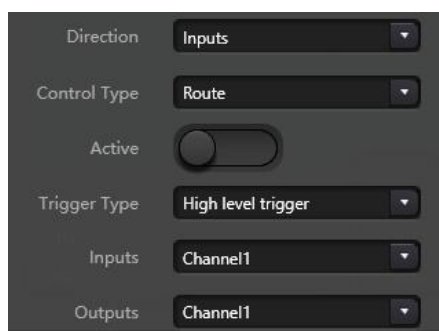 Direction Inputs
Control Type Route
Active
Trigger Type High level trigger
Inputs Channel1
Outputs Channel1